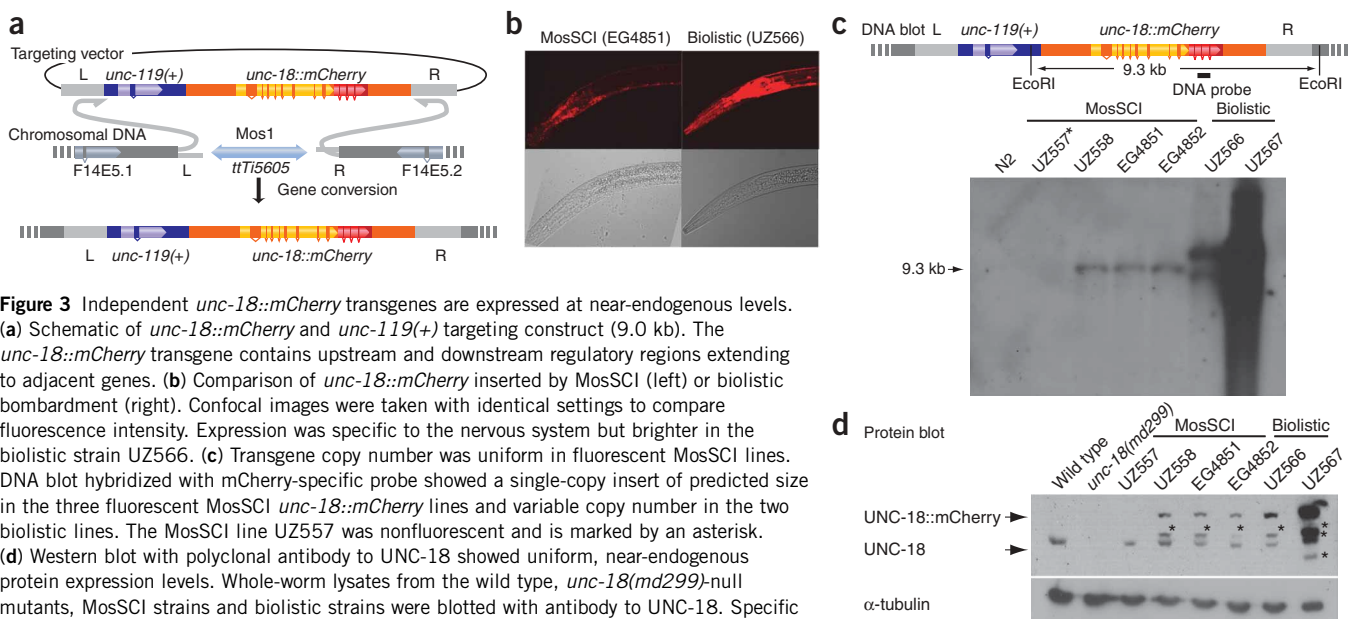 a
Targeting vector
L unc-119(+) unc-18::mCherry R
Chromosomal DNA Mos1
F14E5.1 L ttTi5605 R F14E5.2
Gene conversion
L unc-119(+) unc-18::mCherry R
b
MosSCI (EG4851) Biolistic (UZ566)
c
DNA blot L unc-119(+) unc-18::mCherry R
9.3 kb
EcoRI EcoRI
DNA probe
MosSCI Biolistic
N2 UZ557* UZ558 EG4851 EG4852 UZ566 UZ567
9.3 kb
Figure 3 Independent unc-18::mCherry transgenes are expressed at near-endogenous levels.
(a) Schematic of unc-18::mCherry and unc-119(+) targeting construct (9.0 kb). The
unc-18::mCherry transgene contains upstream and downstream regulatory regions extending
to adjacent genes. (b) Comparison of unc-18::mCherry inserted by MosSCI (left) or biolistic
bombardment (right). Confocal images were taken with identical settings to compare
fluorescence intensity. Expression was specific to the nervous system but brighter in the
biolistic strain UZ566. (c) Transgene copy number was uniform in fluorescent MosSCI lines.
DNA blot hybridized with mCherry-specific probe showed a single-copy insert of predicted size
in the three fluorescent MosSCI unc-18::mCherry lines and variable copy number in the two
biolistic lines. The MosSCI line UZ557 was nonfluorescent and is marked by an asterisk.
(d) Western blot with polyclonal antibody to UNC-18 showed uniform, near-endogenous
protein expression levels. Whole-worm lysates from the wild type, unc-18(md299)-null
mutants, MosSCI strains and biolistic strains were blotted with antibody to UNC-18. Specific
d
Protein blot
MosSCI Biolistic
Wild type unc-18(md299) UZ557 UZ558 EG4851 EG4852 UZ566 UZ567
UNC-18::mCherry
* * * * *
*
UNC-18
*
α-tubulin